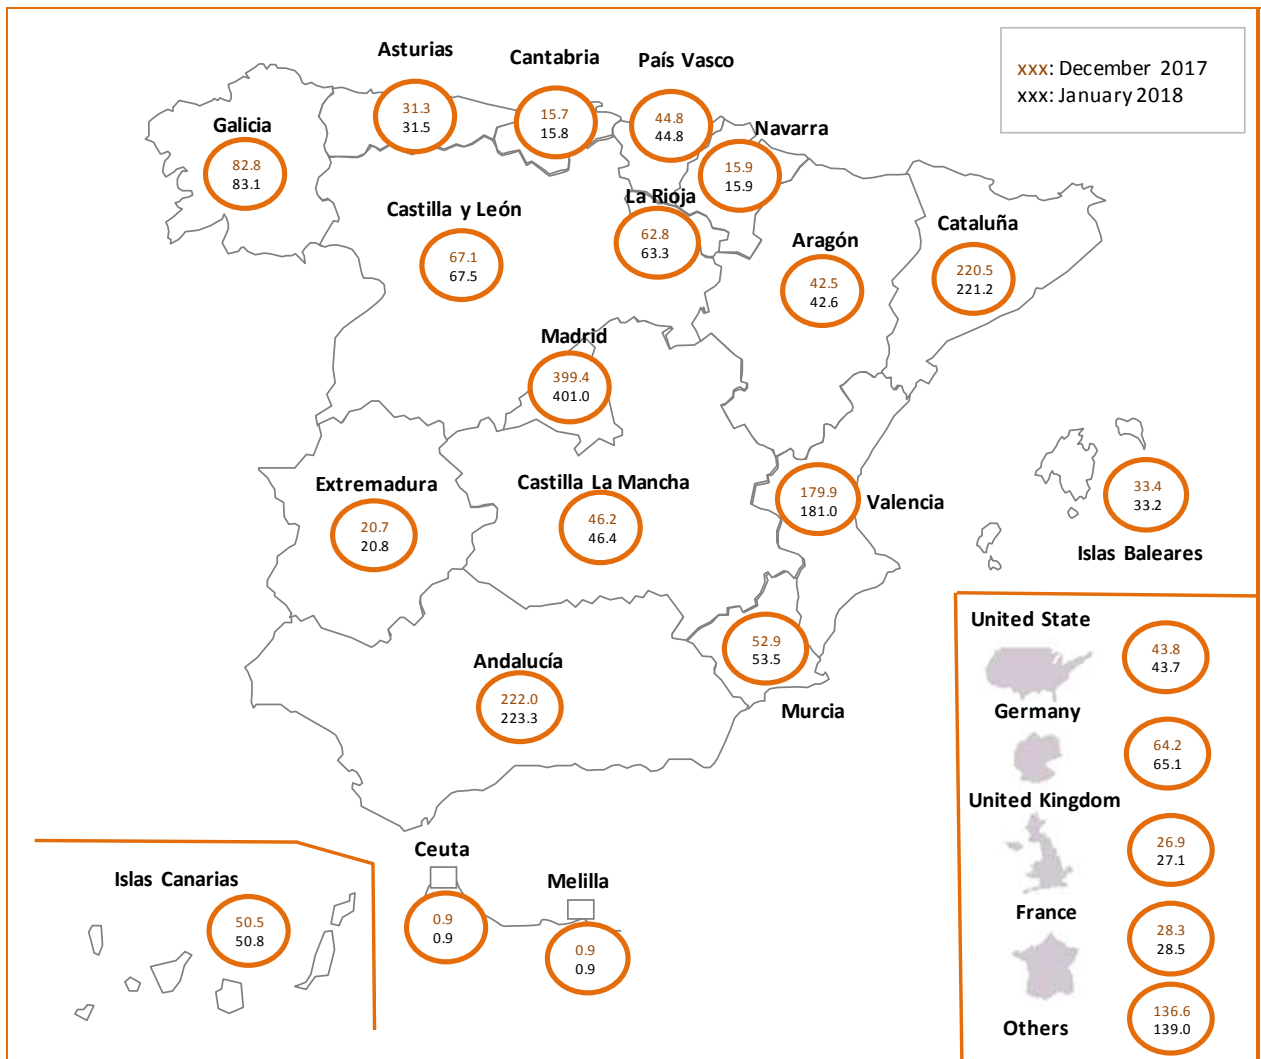 xxx: December 2017
xxx: January 2018
Asturias
31.3
31.5
Cantabria
15.7
15.8
País Vasco
44.8
44.8
Navarra
15.9
15.9
Galicia
82.8
83.1
Castilla y León
67.1
67.5
La Rioja
62.8
63.3
Aragón
42.5
42.6
Cataluña
220.5
221.2
Madrid
399.4
401.0
Extremadura
20.7
20.8
Castilla La Mancha
46.2
46.4
Valencia
179.9
181.0
Islas Baleares
33.4
33.2
Andalucía
222.0
223.3
Murcia
52.9
53.5
Islas Canarias
50.5
50.8
Ceuta
0.9
0.9
Melilla
0.9
0.9
United State
43.8
43.7
Germany
64.2
65.1
United Kingdom
26.9
27.1
France
28.3
28.5
Others
136.6
139.0